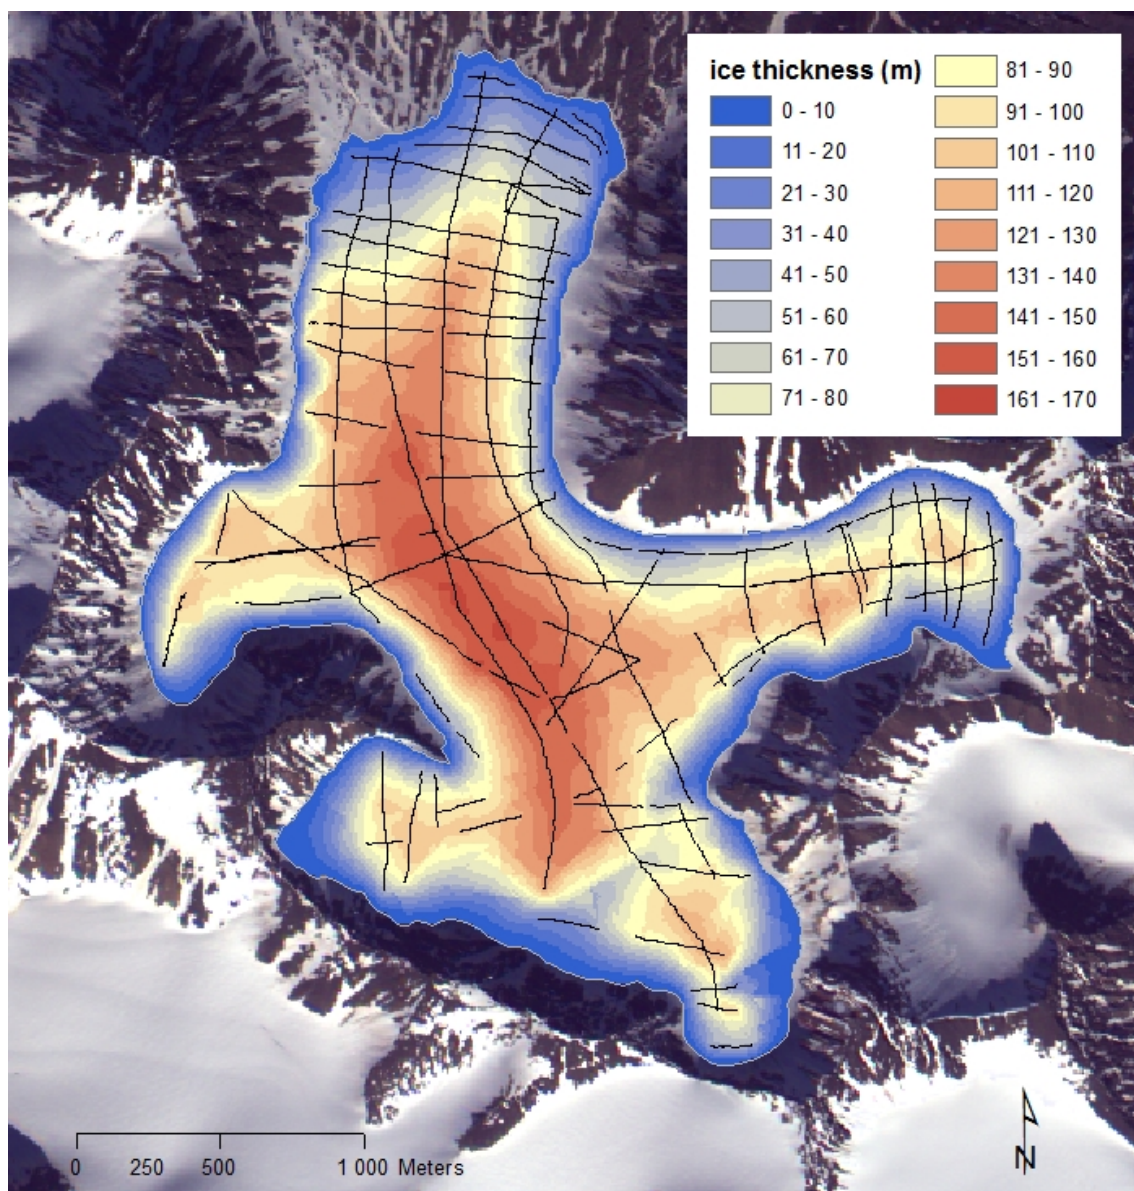 ice thickness (m)
0 - 10
11 - 20
21 - 30
31 - 40
41 - 50
51 - 60
61 - 70
71 - 80
81 - 90
91 - 100
101 - 110
111 - 120
121 - 130
131 - 140
141 - 150
151 - 160
161 - 170
0 250 500 1 000 Meters
N